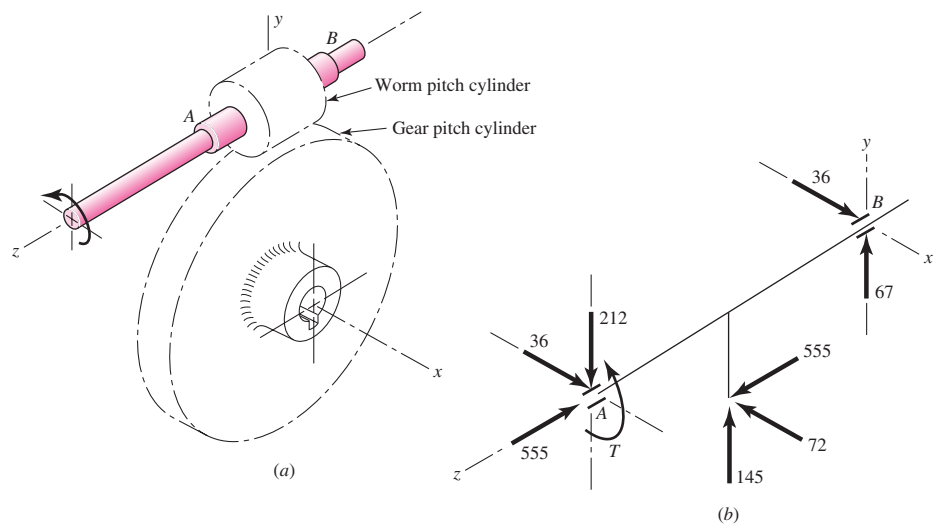 y
B
Worm pitch cylinder
A
Gear pitch cylinder
z
x
(a)
y
36
B
x
67
212
36
555
A
72
T
555
145
z
(b)